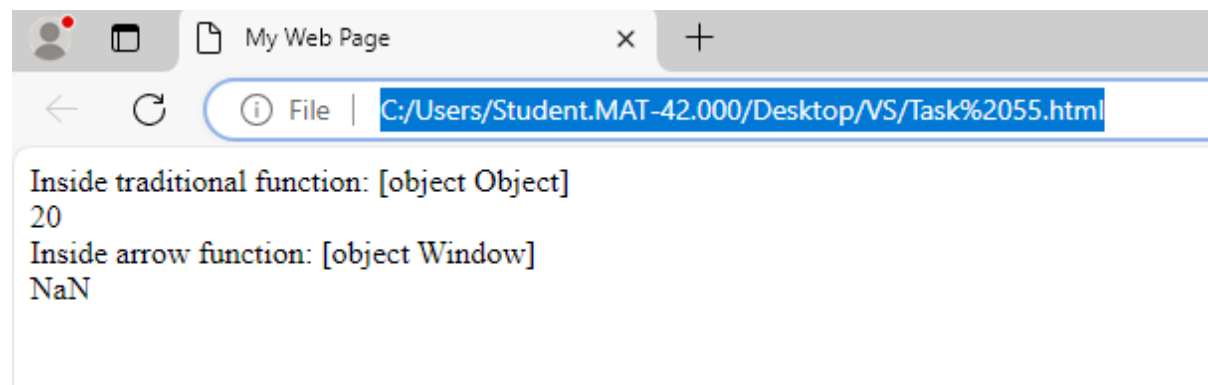 My Web Page
File | C:/Users/Student.MAT-42.000/Desktop/VS/Task%2055.html
Inside traditional function: [object Object]
20
Inside arrow function: [object Window]
NaN